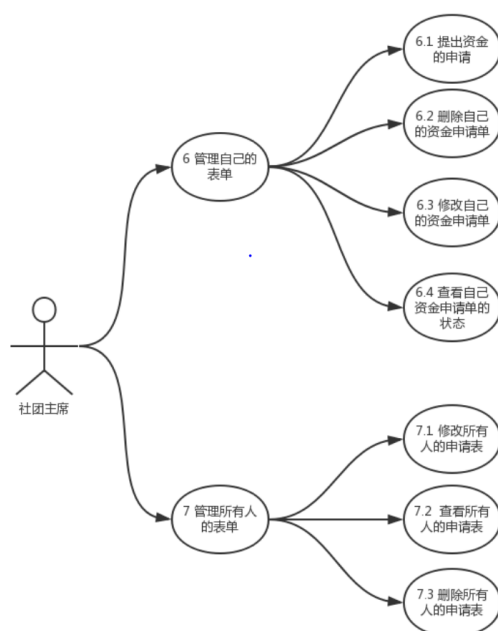 6.1 提出资金
的申请
6.2 删除自己
的资金申请单
6 管理自己的
表单
6.3 修改自己
的资金申请单
6.4 查看自己
资金申请单的
状态
社团主席
7.1 修改所有
人的申请表
7 管理所有人
的表单
7.2 查看所有
人的申请表
7.3 删除所有
人的申请表